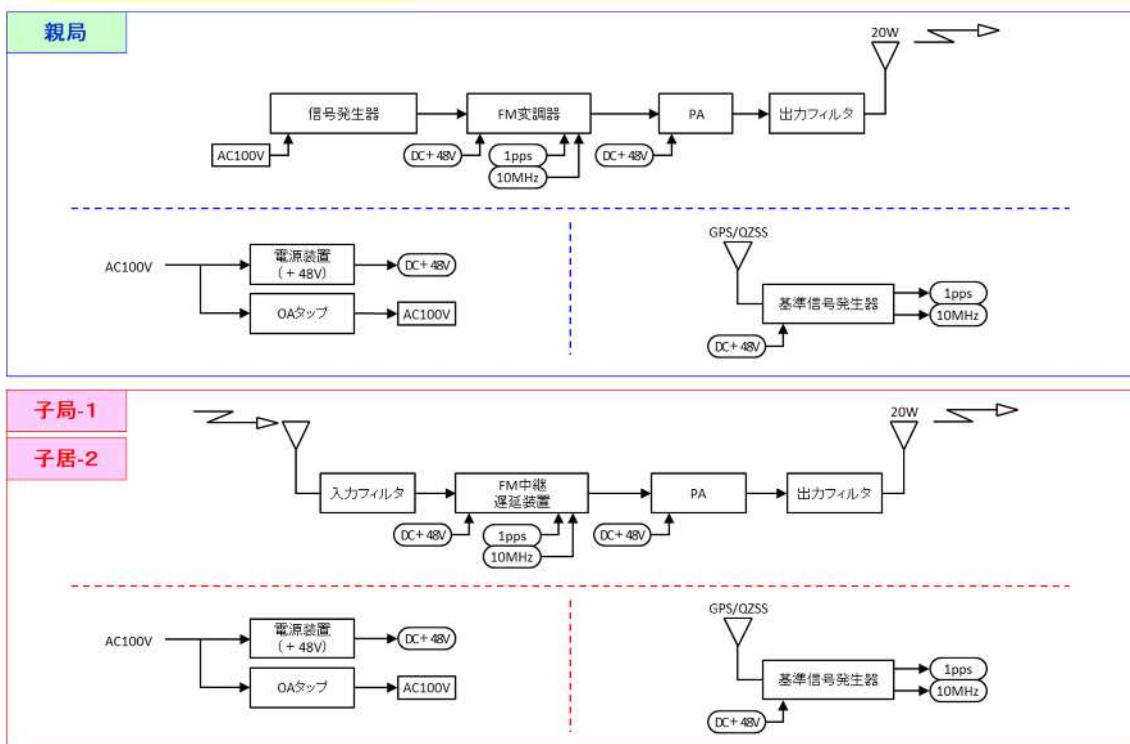 親局
20W
信号発生器
FM変調器
PA
出力フィルタ
AC100V
DC+48V
1pps
10MHz
DC+48V
AC100V
電源装置
(+48V)
DC+48V
OAタップ
AC100V
GPS/QZSS
基準信号発生器
1pps
10MHz
DC+48V
子局-1
子居-2
20W
入力フィルタ
FM中継
遅延装置
PA
出力フィルタ
DC+48V
1pps
10MHz
DC+48V
AC100V
電源装置
(+48V)
DC+48V
OAタップ
AC100V
GPS/QZSS
基準信号発生器
1pps
10MHz
DC+48V